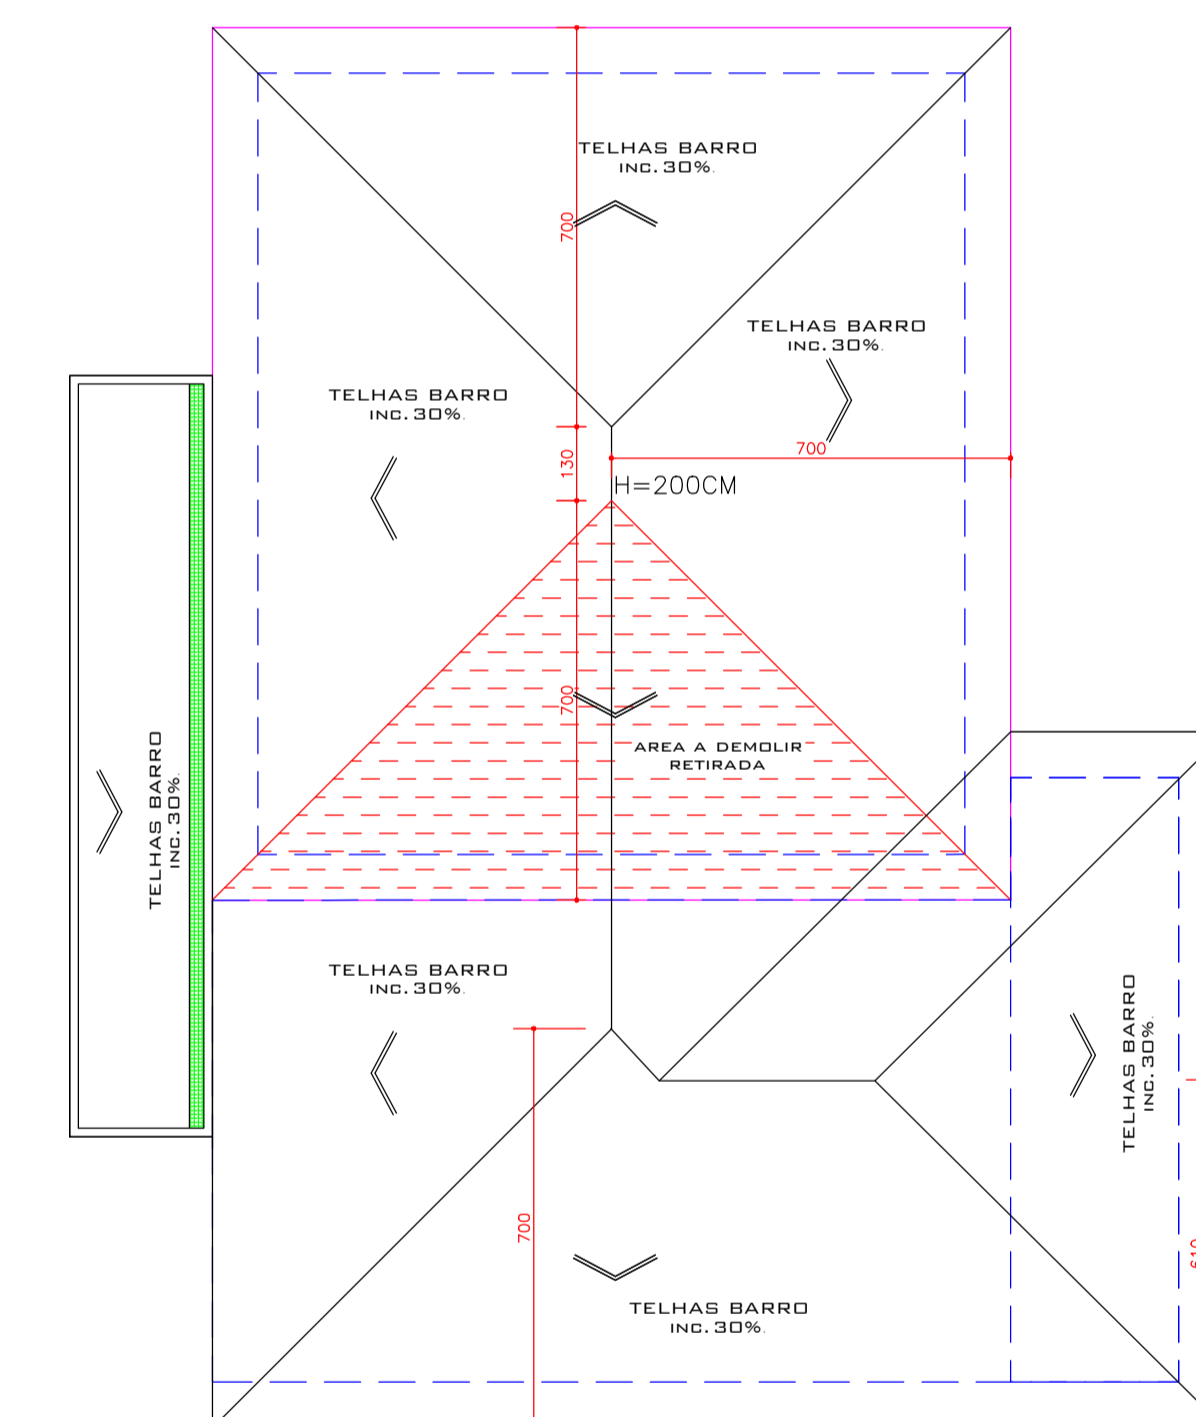 TELHAS BARRO
INC.30%.
700
TELHAS BARRO
INC.30%.
TELHAS BARRO
INC.30%.
700
130
H=200CM
700
AREA A DEMOLIR
RETIRADA
TELHAS BARRO
INC.30%.
TELHAS BARRO
INC.30%.
TELHAS BARRO
INC.30%.
700
610
TELHAS BARRO
INC.30%.